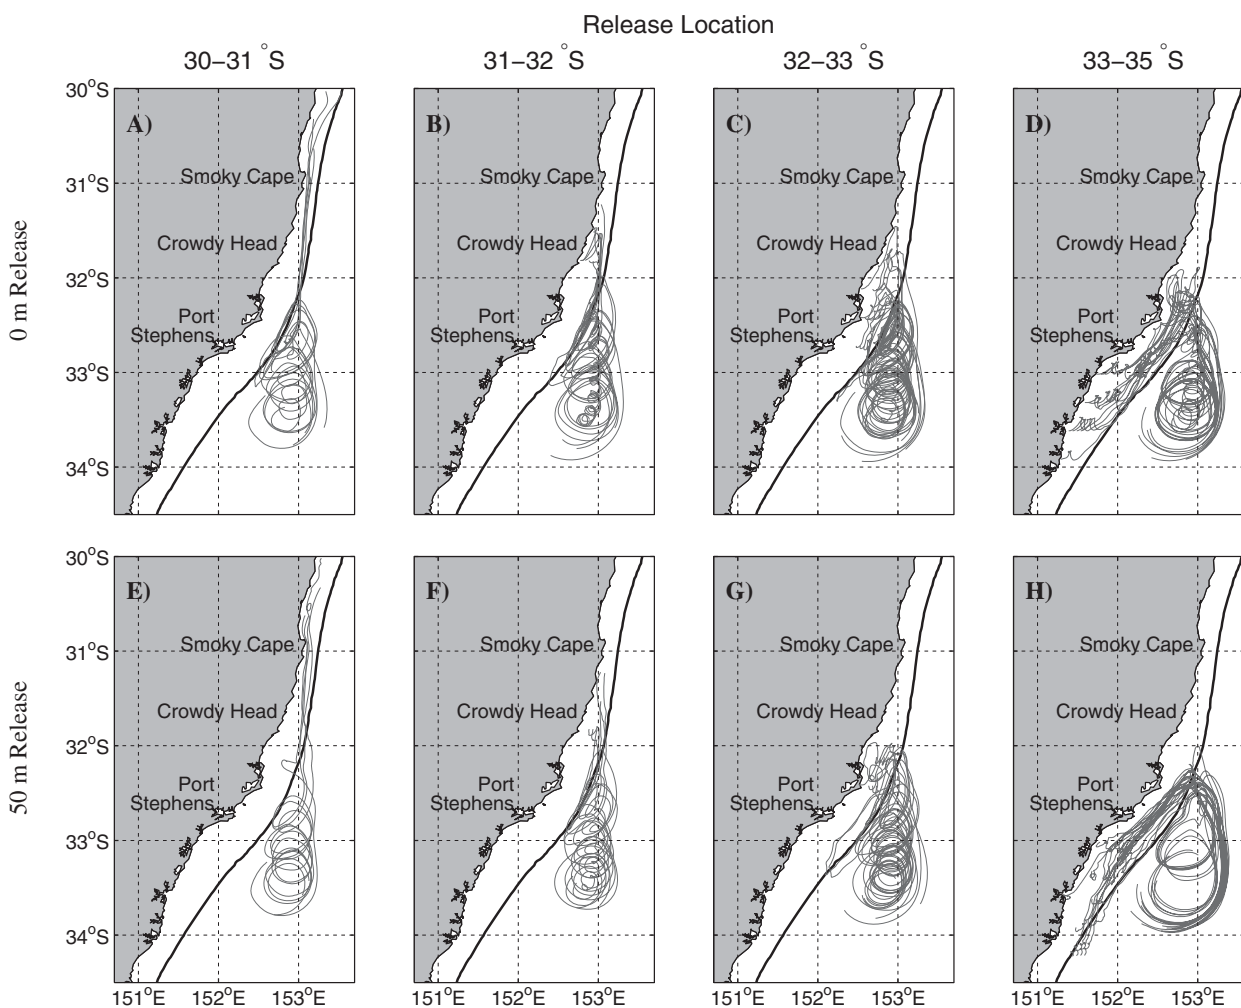 Release Location
30–31 °S
31–32 °S
32–33 °S
33–35 °S
0 m Release
30°S
31°S
32°S
33°S
34°S
A)
Smoky Cape
Crowdy Head
Port
Stephens
B)
Smoky Cape
Crowdy Head
Port
Stephens
C)
Smoky Cape
Crowdy Head
Port
Stephens
D)
Smoky Cape
Crowdy Head
Port
Stephens
50 m Release
30°S
31°S
32°S
33°S
34°S
E)
Smoky Cape
Crowdy Head
Port
Stephens
F)
Smoky Cape
Crowdy Head
Port
Stephens
G)
Smoky Cape
Crowdy Head
Port
Stephens
H)
Smoky Cape
Crowdy Head
Port
Stephens
151°E 152°E 153°E
151°E 152°E 153°E
151°E 152°E 153°E
151°E 152°E 153°E